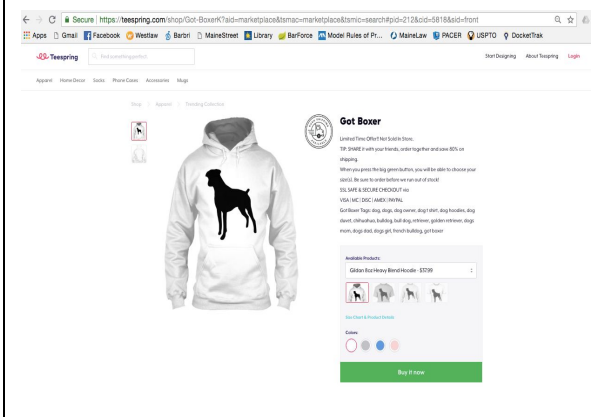 Secure | https://teespring.com/shop/Got-BoxerK?aid=marketplace&tsmac=marketplace&tsmic=search#pid=212&cid=5818&sid=front
Apps Gmail Facebook Westlaw Barbri MaineStreet Library BarForce Model Rules of Pr... MaineLaw PACER USPTO DocketTrak
Teespring Find something perfect Start Designing About Teespring Login
Apparel Home Decor Socks Phone Cases Accessories Mugs
Shop Apparel Trending Collection
Got Boxer
Limited Time Offer!! Not Sold In Store.
TIP: SHARE it with your friends, order together and save 60% on
shipping.
When you press the big green button, you will be able to choose your
size(s). Be sure to order before we run out of stock!
SSL SAFE & SECURE CHECKOUT via
VISA | MC | DISC | AMEX | PAYPAL
Got Boxer Tags: dog, dogs, dog owner, dog t shirt, dog hoodies, dog
duvet, chihuahua, bulldog, bull dog, retriever, golden retriever, dogs
mom, dogs dad, dogs girl, french bulldog, got boxer
Available Products:
Gildan 8oz Heavy Blend Hoodie - $37.99
Size Chart & Product Details
Colors:
Buy it now